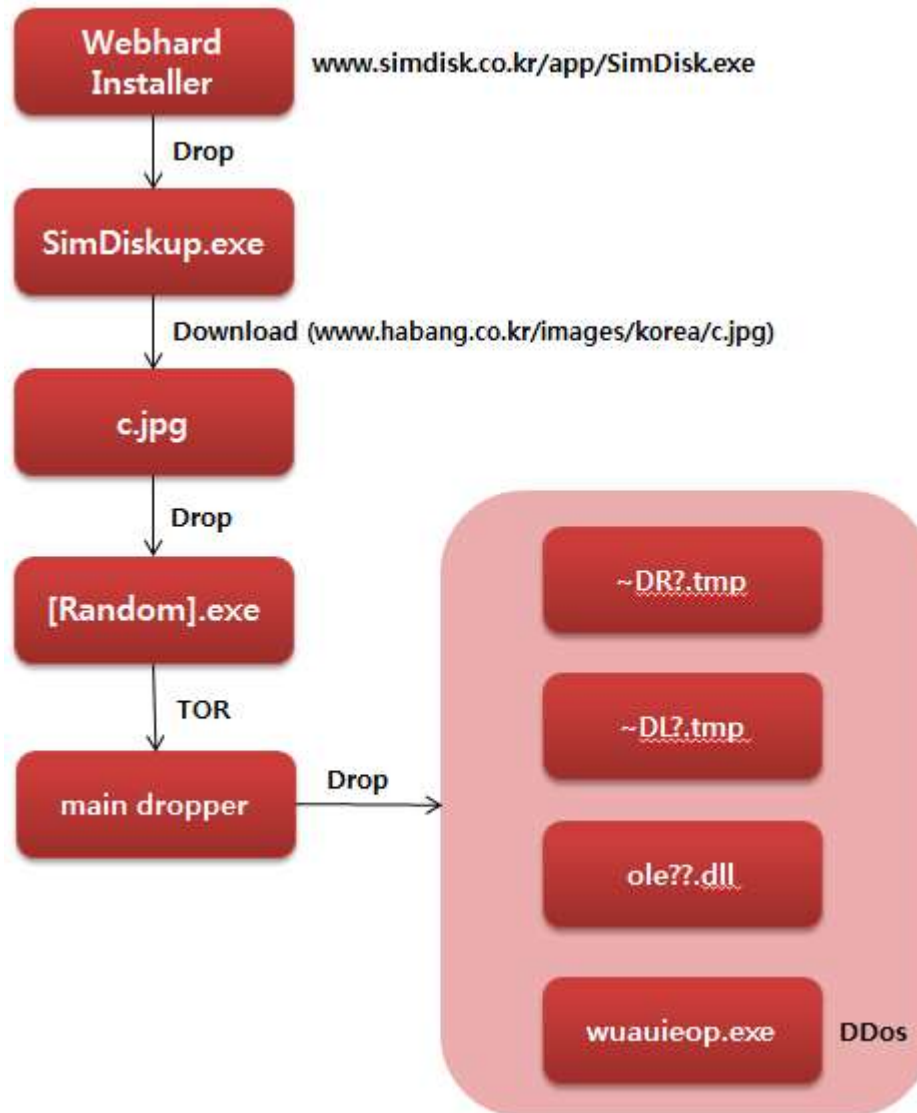 Webhard
Installer
www.simdisk.co.kr/app/SimDisk.exe
Drop
SimDiskup.exe
Download (www.habang.co.kr/images/korea/c.jpg)
c.jpg
Drop
[Random].exe
TOR
main dropper
Drop
~DR?.tmp
~DL?.tmp
ole??.dll
wuauieop.exe
DDos